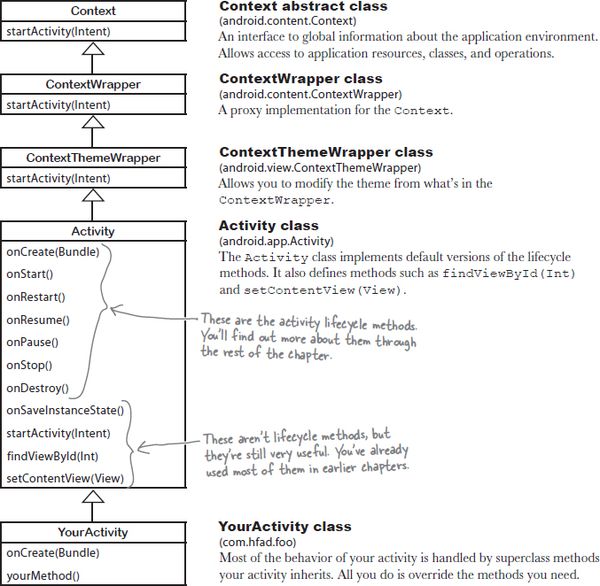 Context
startActivity(Intent)
Context abstract class
(android.content.Context)
An interface to global information about the application environment.
Allows access to application resources, classes, and operations.
ContextWrapper
startActivity(Intent)
ContextWrapper class
(android.content.ContextWrapper)
A proxy implementation for the Context.
ContextThemeWrapper
startActivity(Intent)
ContextThemeWrapper class
(android.view.ContextThemeWrapper)
Allows you to modify the theme from what's in the
ContextWrapper.
Activity
onCreate(Bundle)
onStart()
onRestart()
onResume()
onPause()
onStop()
onDestroy()
onSaveInstanceState()
startActivity(Intent)
findViewById(Int)
setContentView(View)
Activity class
(android.app.Activity)
The Activity class implements default versions of the lifecycle
methods. It also defines methods such as findViewById(Int)
and setContentView(View).
These are the activity lifecycle methods.
You'll find out more about them through
the rest of the chapter.
These aren't lifecycle methods, but
they're still very useful. You've already
used most of them in earlier chapters.
YourActivity
onCreate(Bundle)
yourMethod()
YourActivity class
(com.hfad.foo)
Most of the behavior of your activity is handled by superclass methods
your activity inherits. All you do is override the methods you need.